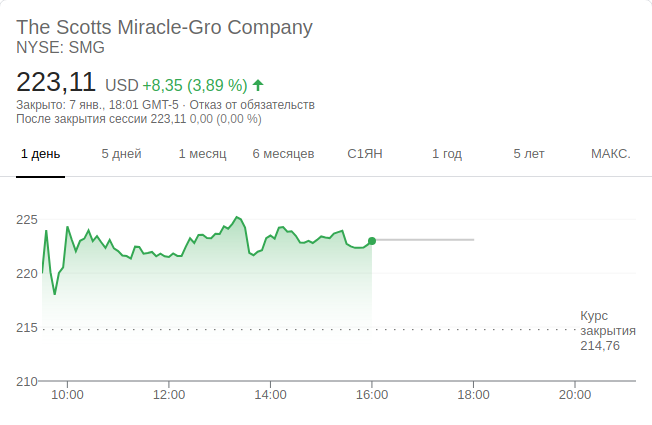 The Scotts Miracle-Gro Company
NYSE: SMG
223,11 USD +8,35 (3,89 %)
Закрыто: 7 янв., 18:01 GMT-5 · Отказ от обязательств
После закрытия сессии 223,11 0,00 (0,00 %)
1 день 5 дней 1 месяц 6 месяцев С1ЯН 1 год 5 лет МАКС.
225
220
215
210
Курс
закрытия
214,76
10:00 12:00 14:00 16:00 18:00 20:00